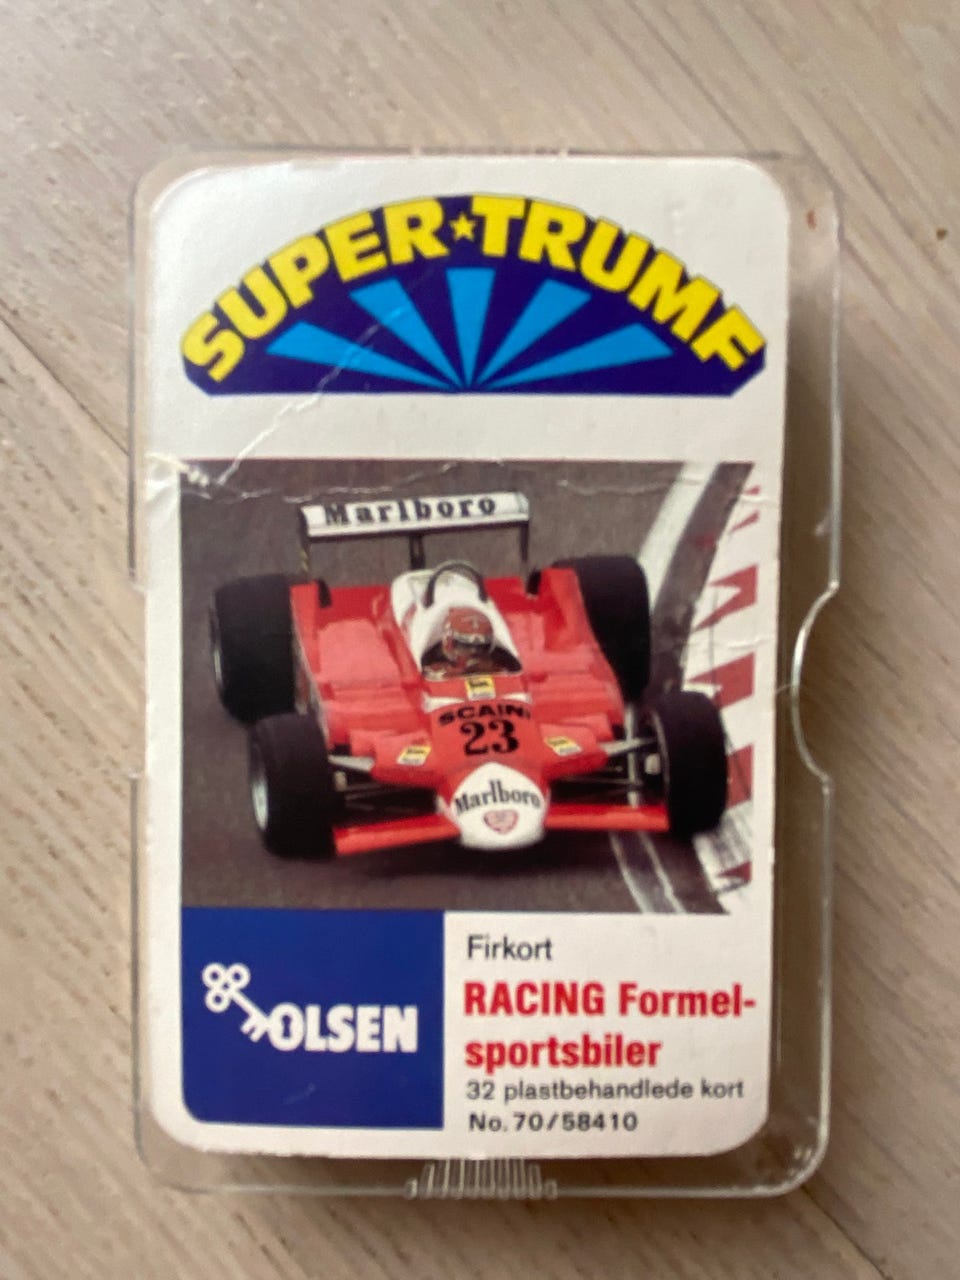 SUPER★TRUMF
Marlboro
SCAINI
23
Marlboro
OLSEN
Firkort
RACING Formel-
sportsbiler
32 plastbehandlede kort
No. 70/58410